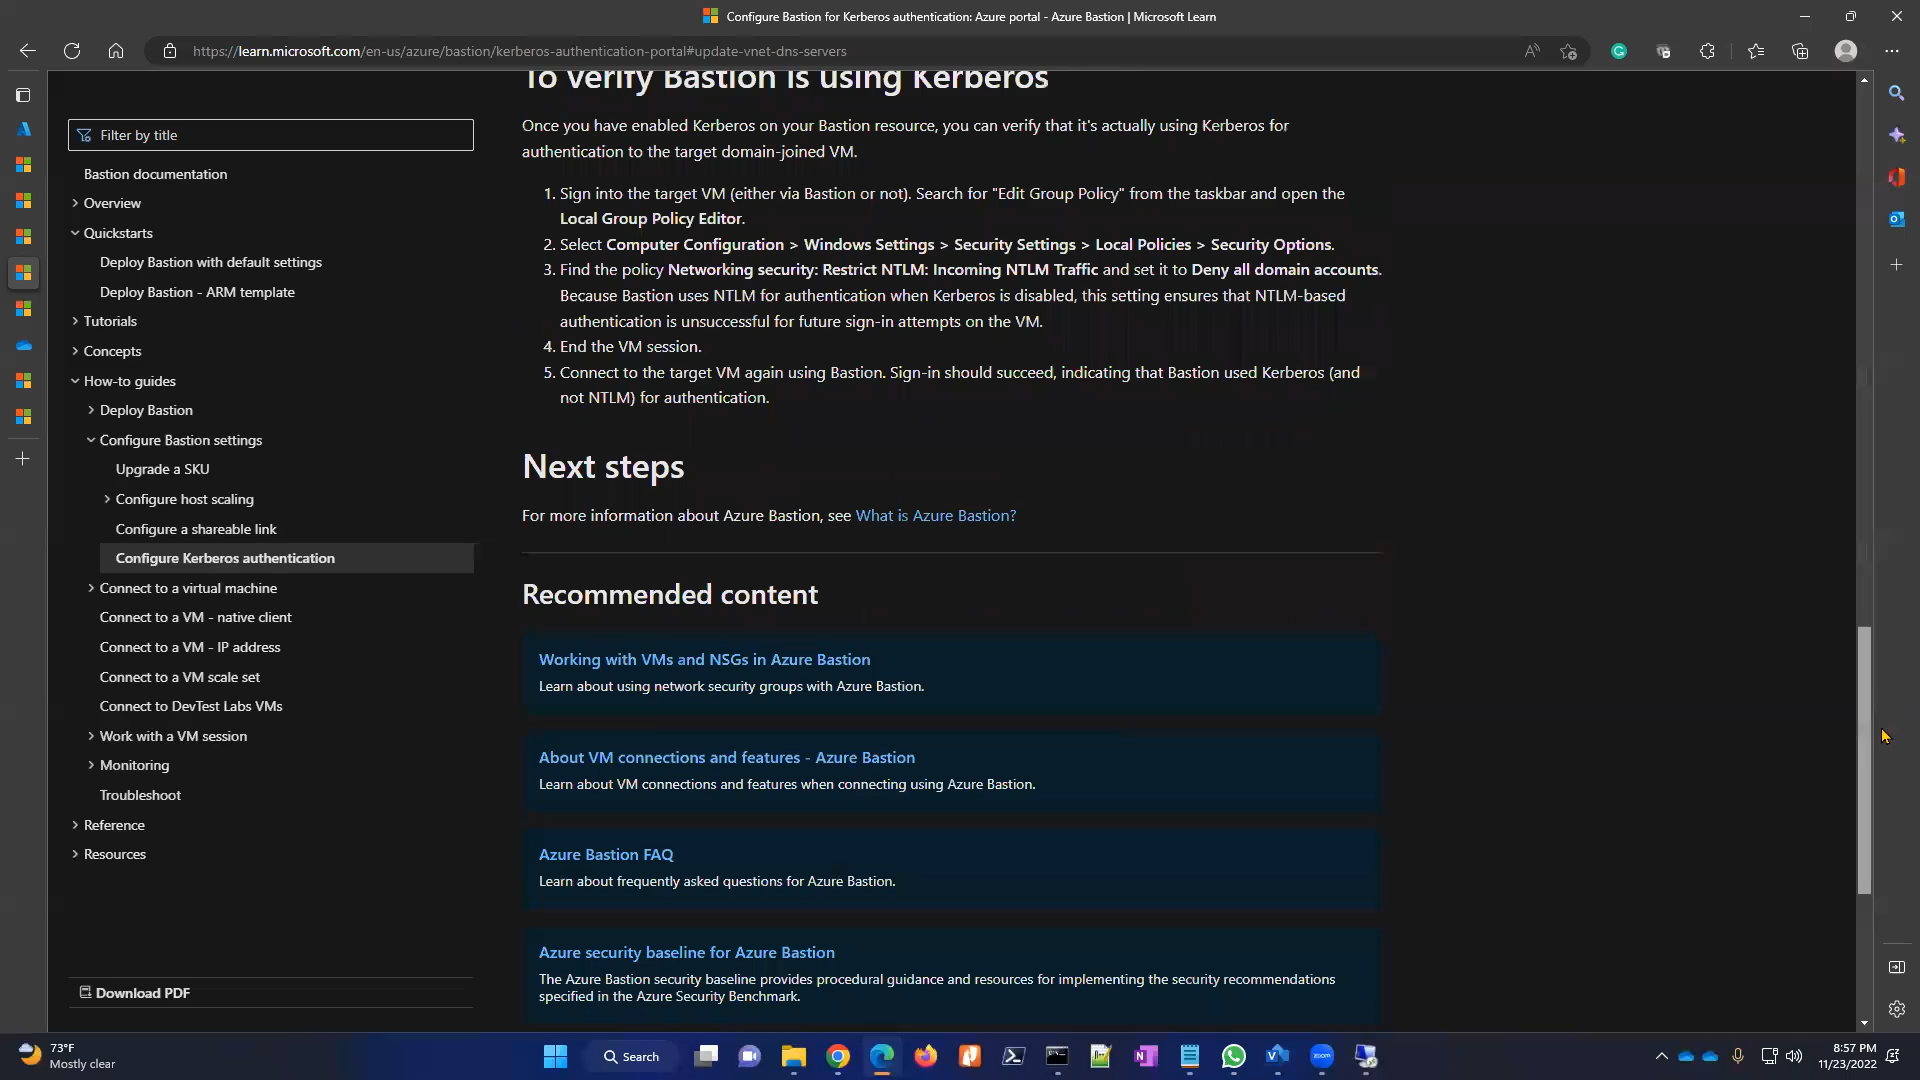 Configure Bastion for Kerberos authentication: Azure portal - Azure Bastion | Microsoft Learn
https://learn.microsoft.com/en-us/azure/bastion/kerberos-authentication-portal#update-vnet-dns-servers
Filter by title
Bastion documentation
Overview
Quickstarts
Deploy Bastion with default settings
Deploy Bastion - ARM template
Tutorials
Concepts
How-to guides
Deploy Bastion
Configure Bastion settings
Upgrade a SKU
Configure host scaling
Configure a shareable link
Configure Kerberos authentication
Connect to a virtual machine
Connect to a VM - native client
Connect to a VM - IP address
Connect to a VM scale set
Connect to DevTest Labs VMs
Work with a VM session
Monitoring
Troubleshoot
Reference
Resources
Download PDF
To verify Bastion is using Kerberos
Once you have enabled Kerberos on your Bastion resource, you can verify that it's actually using Kerberos for
authentication to the target domain-joined VM.
1. Sign into the target VM (either via Bastion or not). Search for "Edit Group Policy" from the taskbar and open the
Local Group Policy Editor.
2. Select Computer Configuration > Windows Settings > Security Settings > Local Policies > Security Options.
3. Find the policy Networking security: Restrict NTLM: Incoming NTLM Traffic and set it to Deny all domain accounts.
Because Bastion uses NTLM for authentication when Kerberos is disabled, this setting ensures that NTLM-based
authentication is unsuccessful for future sign-in attempts on the VM.
4. End the VM session.
5. Connect to the target VM again using Bastion. Sign-in should succeed, indicating that Bastion used Kerberos (and
not NTLM) for authentication.
Next steps
For more information about Azure Bastion, see What is Azure Bastion?
Recommended content
Working with VMs and NSGs in Azure Bastion
Learn about using network security groups with Azure Bastion.
About VM connections and features - Azure Bastion
Learn about VM connections and features when connecting using Azure Bastion.
Azure Bastion FAQ
Learn about frequently asked questions for Azure Bastion.
Azure security baseline for Azure Bastion
The Azure Bastion security baseline provides procedural guidance and resources for implementing the security recommendations
specified in the Azure Security Benchmark.
73°F
Mostly clear
Search
zoom
8:57 PM
11/23/2022